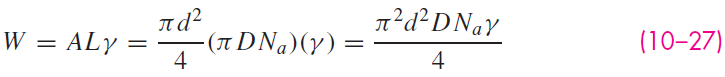 W = ALγ = πd²/4 (πDNₐ)(γ) = π²d²DNₐγ/4 (10–27)